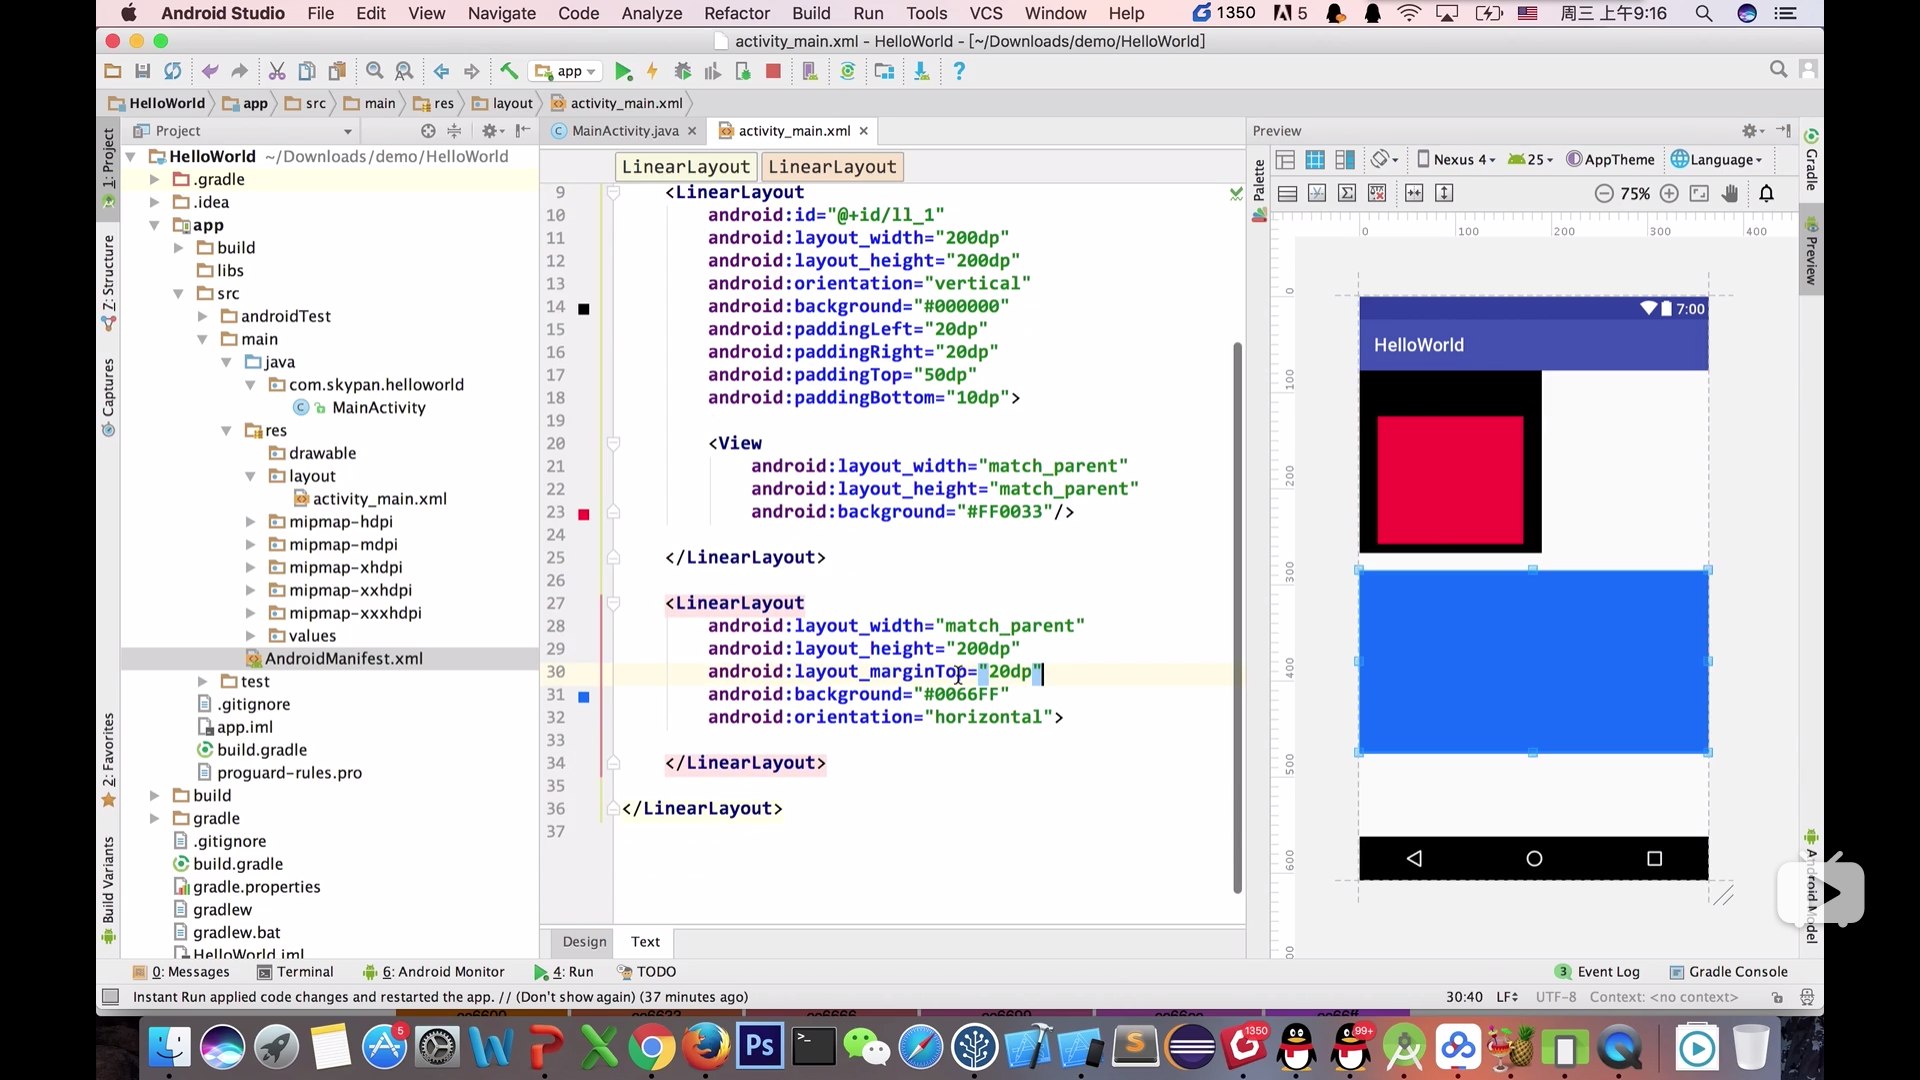 Android Studio File Edit View Navigate Code Analyze Refactor Build Run Tools VCS Window Help 1350 5 周三 上午9:16
activity_main.xml - HelloWorld - [~/Downloads/demo/HelloWorld]
app
HelloWorld app src main res layout activity_main.xml
Project
MainActivity.java activity_main.xml
Preview
LinearLayout LinearLayout
Nexus 4 25 AppTheme Language
75%
0 100 200 300 400
1: Project
Z: Structure
Captures
2: Favorites
Build Variants
HelloWorld ~/Downloads/demo/HelloWorld
.gradle
.idea
app
build
libs
src
androidTest
main
java
com.skypan.helloworld
MainActivity
res
drawable
layout
activity_main.xml
mipmap-hdpi
mipmap-mdpi
mipmap-xhdpi
mipmap-xxhdpi
mipmap-xxxhdpi
values
AndroidManifest.xml
test
.gitignore
app.iml
build.gradle
proguard-rules.pro
build
gradle
.gitignore
build.gradle
gradle.properties
gradlew
gradlew.bat
HelloWorld.iml
9 <LinearLayout
10 android:id="@+id/ll_1"
11 android:layout_width="200dp"
12 android:layout_height="200dp"
13 android:orientation="vertical"
14 android:background="#000000"
15 android:paddingLeft="20dp"
16 android:paddingRight="20dp"
17 android:paddingTop="50dp"
18 android:paddingBottom="10dp">
19
20 <View
21 android:layout_width="match_parent"
22 android:layout_height="match_parent"
23 android:background="#FF0033"/>
24
25 </LinearLayout>
26
27 <LinearLayout
28 android:layout_width="match_parent"
29 android:layout_height="200dp"
30 android:layout_marginTop="20dp"
31 android:background="#0066FF"
32 android:orientation="horizontal">
33
34 </LinearLayout>
35
36 </LinearLayout>
37
Palette
0
100
200
300
400
500
600
7:00
HelloWorld
Gradle
Preview
Android Model
Design Text
0: Messages Terminal 6: Android Monitor 4: Run TODO 3 Event Log Gradle Console
Instant Run applied code changes and restarted the app. // (Don't show again) (37 minutes ago) 30:40 LF UTF-8 Context: <no context>
5 Ps 1350 99+